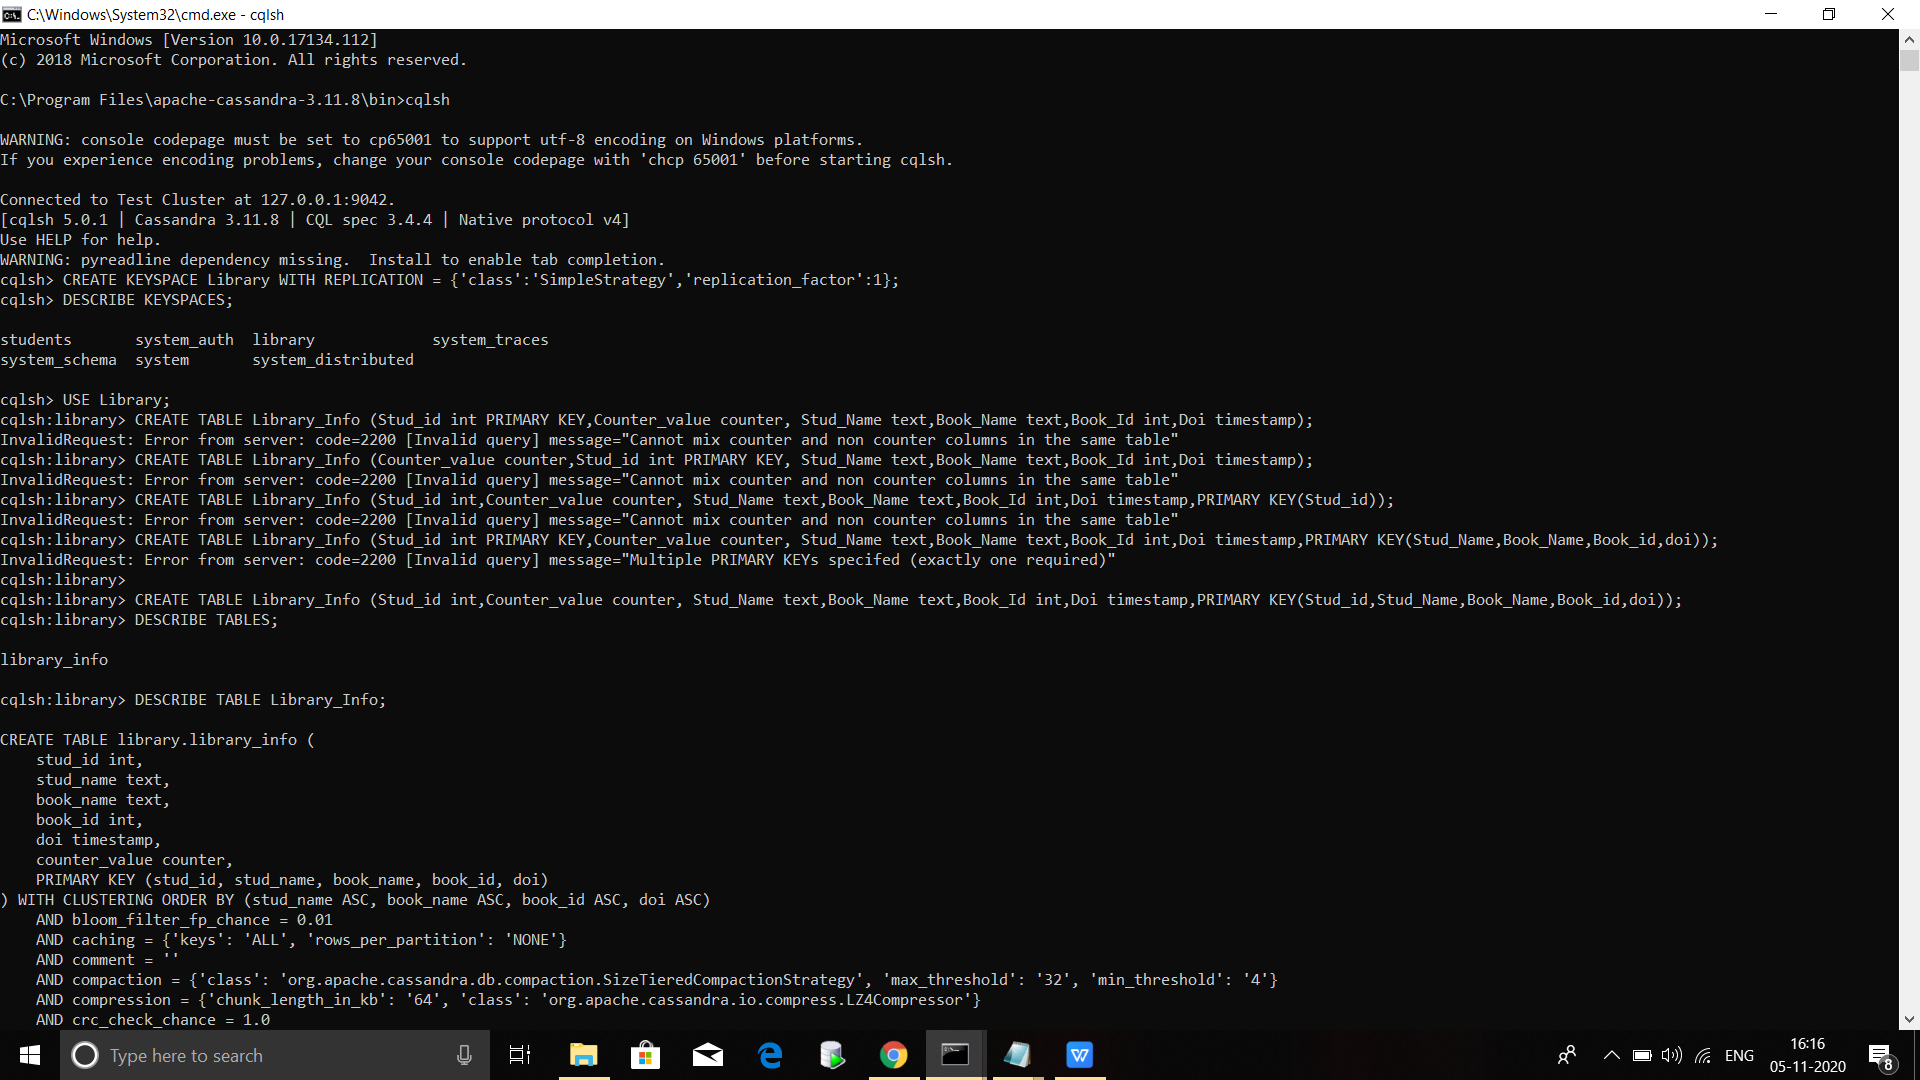 C:\Windows\System32\cmd.exe - cqlsh
Microsoft Windows [Version 10.0.17134.112]
(c) 2018 Microsoft Corporation. All rights reserved.
C:\Program Files\apache-cassandra-3.11.8\bin>cqlsh
WARNING: console codepage must be set to cp65001 to support utf-8 encoding on Windows platforms.
If you experience encoding problems, change your console codepage with 'chcp 65001' before starting cqlsh.
Connected to Test Cluster at 127.0.0.1:9042.
[cqlsh 5.0.1 | Cassandra 3.11.8 | CQL spec 3.4.4 | Native protocol v4]
Use HELP for help.
WARNING: pyreadline dependency missing.  Install to enable tab completion.
cqlsh> CREATE KEYSPACE Library WITH REPLICATION = {'class':'SimpleStrategy','replication_factor':1};
cqlsh> DESCRIBE KEYSPACES;
students       system_auth  library             system_traces
system_schema  system       system_distributed
cqlsh> USE Library;
cqlsh:library> CREATE TABLE Library_Info (Stud_id int PRIMARY KEY,Counter_value counter, Stud_Name text,Book_Name text,Book_Id int,Doi timestamp);
InvalidRequest: Error from server: code=2200 [Invalid query] message="Cannot mix counter and non counter columns in the same table"
cqlsh:library> CREATE TABLE Library_Info (Counter_value counter,Stud_id int PRIMARY KEY, Stud_Name text,Book_Name text,Book_Id int,Doi timestamp);
InvalidRequest: Error from server: code=2200 [Invalid query] message="Cannot mix counter and non counter columns in the same table"
cqlsh:library> CREATE TABLE Library_Info (Stud_id int,Counter_value counter, Stud_Name text,Book_Name text,Book_Id int,Doi timestamp,PRIMARY KEY(Stud_id));
InvalidRequest: Error from server: code=2200 [Invalid query] message="Cannot mix counter and non counter columns in the same table"
cqlsh:library> CREATE TABLE Library_Info (Stud_id int PRIMARY KEY,Counter_value counter, Stud_Name text,Book_Name text,Book_Id int,Doi timestamp,PRIMARY KEY(Stud_Name,Book_Name,Book_id,doi));
InvalidRequest: Error from server: code=2200 [Invalid query] message="Multiple PRIMARY KEYs specifed (exactly one required)"
cqlsh:library>
cqlsh:library> CREATE TABLE Library_Info (Stud_id int,Counter_value counter, Stud_Name text,Book_Name text,Book_Id int,Doi timestamp,PRIMARY KEY(Stud_id,Stud_Name,Book_Name,Book_id,doi));
cqlsh:library> DESCRIBE TABLES;
library_info
cqlsh:library> DESCRIBE TABLE Library_Info;
CREATE TABLE library.library_info (
    stud_id int,
    stud_name text,
    book_name text,
    book_id int,
    doi timestamp,
    counter_value counter,
    PRIMARY KEY (stud_id, stud_name, book_name, book_id, doi)
) WITH CLUSTERING ORDER BY (stud_name ASC, book_name ASC, book_id ASC, doi ASC)
    AND bloom_filter_fp_chance = 0.01
    AND caching = {'keys': 'ALL', 'rows_per_partition': 'NONE'}
    AND comment = ''
    AND compaction = {'class': 'org.apache.cassandra.db.compaction.SizeTieredCompactionStrategy', 'max_threshold': '32', 'min_threshold': '4'}
    AND compression = {'chunk_length_in_kb': '64', 'class': 'org.apache.cassandra.io.compress.LZ4Compressor'}
    AND crc_check_chance = 1.0
Type here to search
ENG
16:16
05-11-2020
8